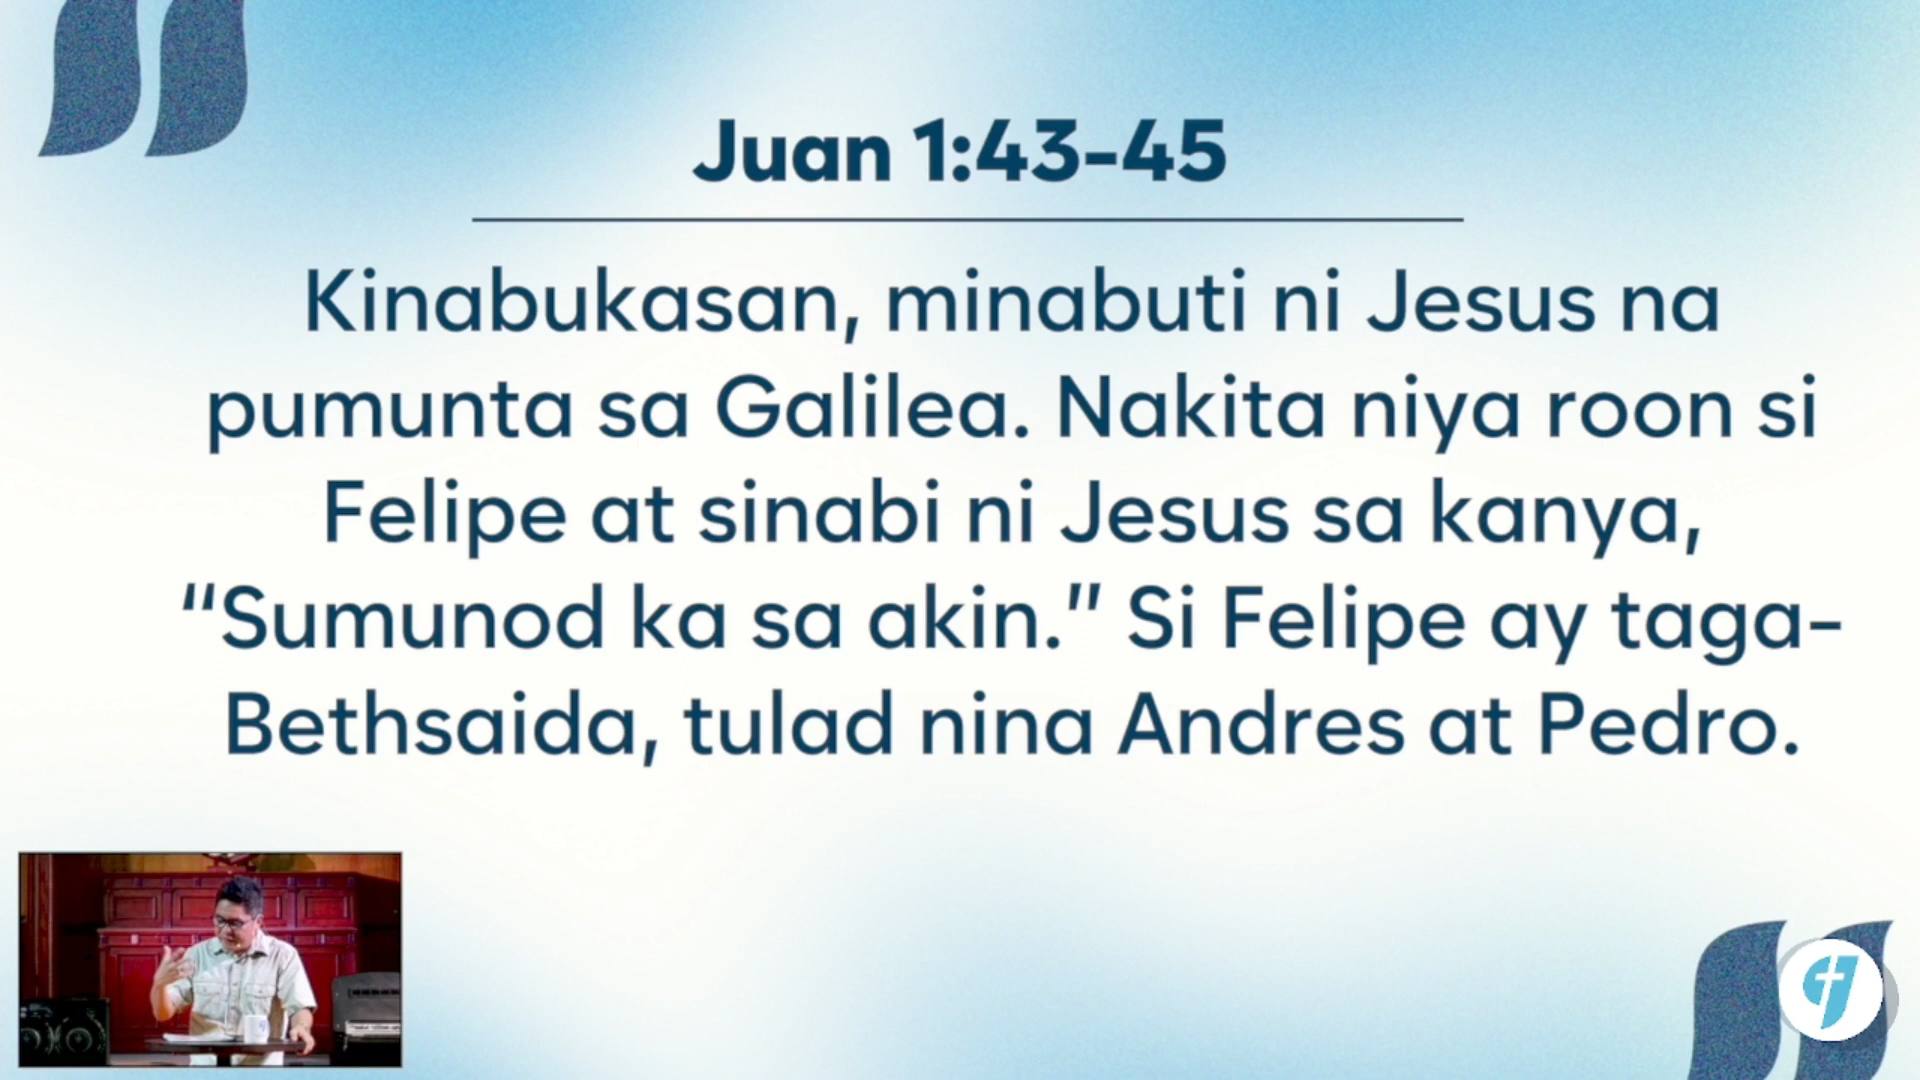 Juan 1:43-45
Kinabukasan, minabuti ni Jesus na
pumunta sa Galilea. Nakita niya roon si
Felipe at sinabi ni Jesus sa kanya,
“Sumunod ka sa akin.” Si Felipe ay taga-
Bethsaida, tulad nina Andres at Pedro.